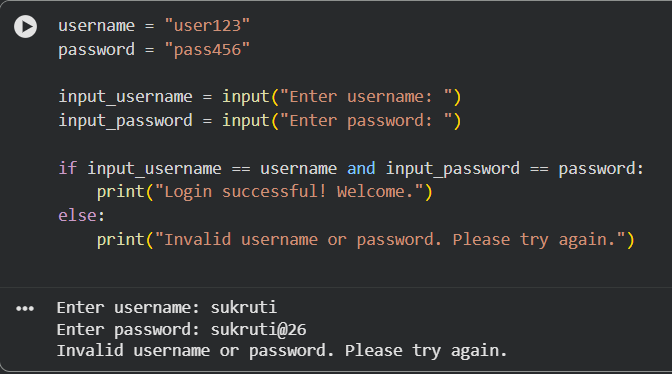 username = "user123"
password = "pass456"
input_username = input("Enter username: ")
input_password = input("Enter password: ")
if input_username == username and input_password == password:
    print("Login successful! Welcome.")
else:
    print("Invalid username or password. Please try again.")
Enter username: sukruti
Enter password: sukruti@26
Invalid username or password. Please try again.